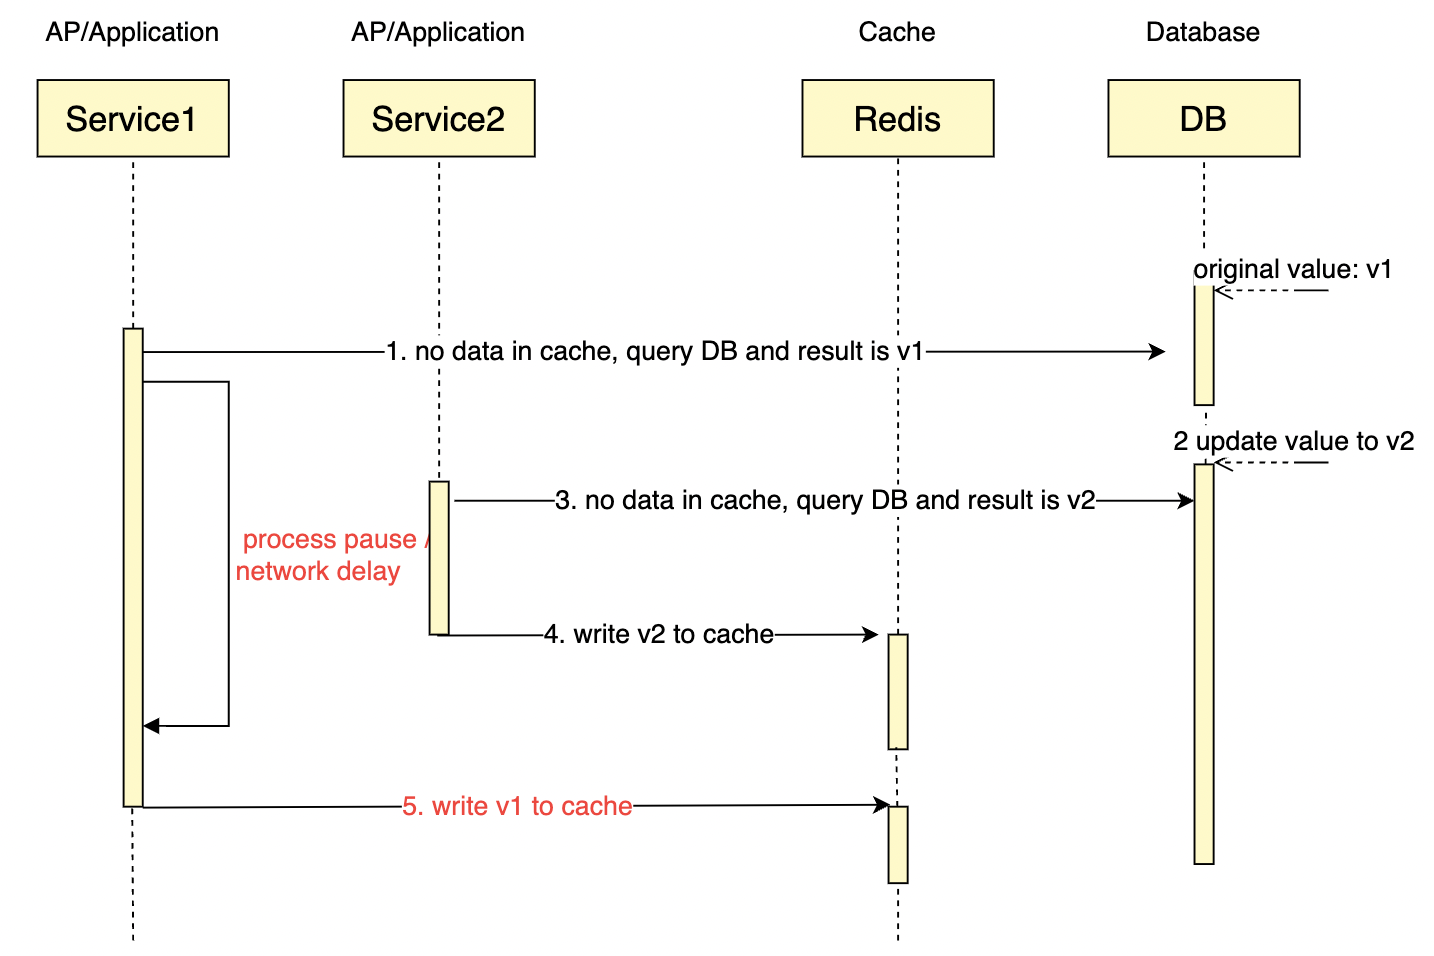 AP/Application
AP/Application
Cache
Database
Service1
Service2
Redis
DB
original value: v1
1. no data in cache, query DB and result is v1
2 update value to v2
3. no data in cache, query DB and result is v2
process pause /
network delay
4. write v2 to cache
5. write v1 to cache